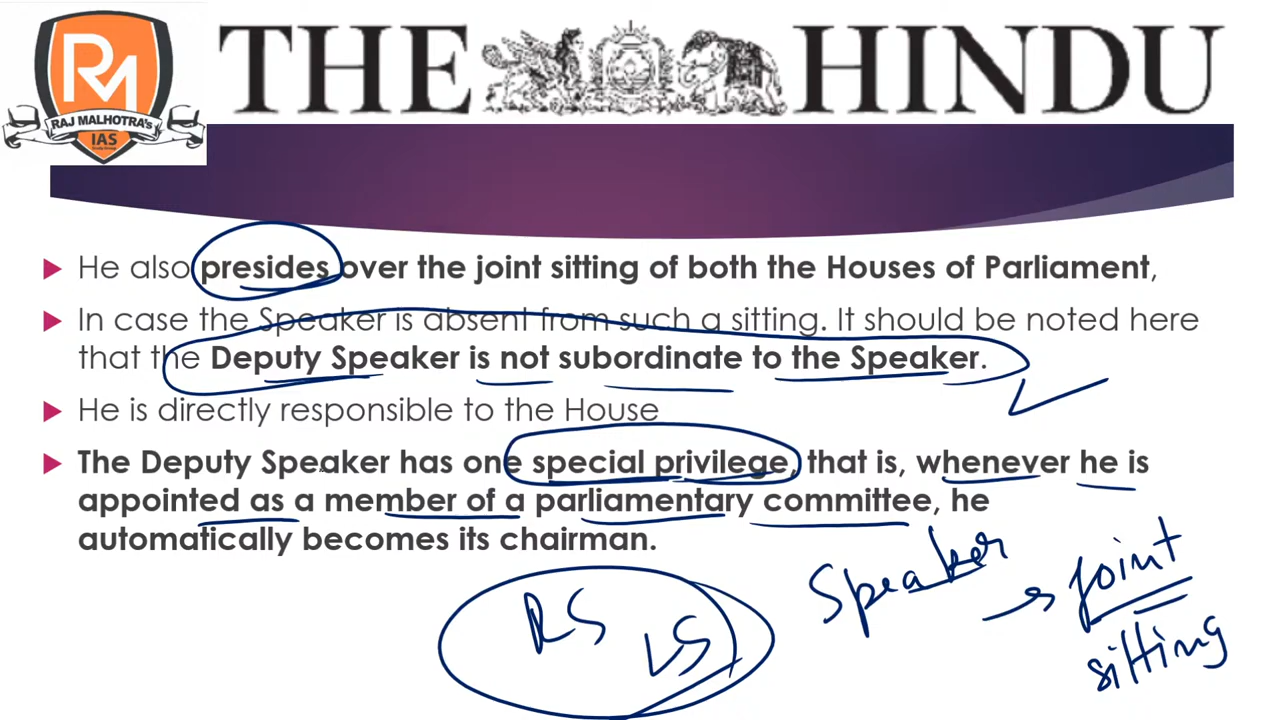 RM
RAJ MALHOTRA's
IAS
THE HINDU
He also presides over the joint sitting of both the Houses of Parliament,
In case the Speaker is absent from such a sitting. It should be noted here
that the Deputy Speaker is not subordinate to the Speaker.
He is directly responsible to the House
The Deputy Speaker has one special privilege, that is, whenever he is
appointed as a member of a parliamentary committee, he
automatically becomes its chairman.
Speaker → joint
sitting
RS
LS